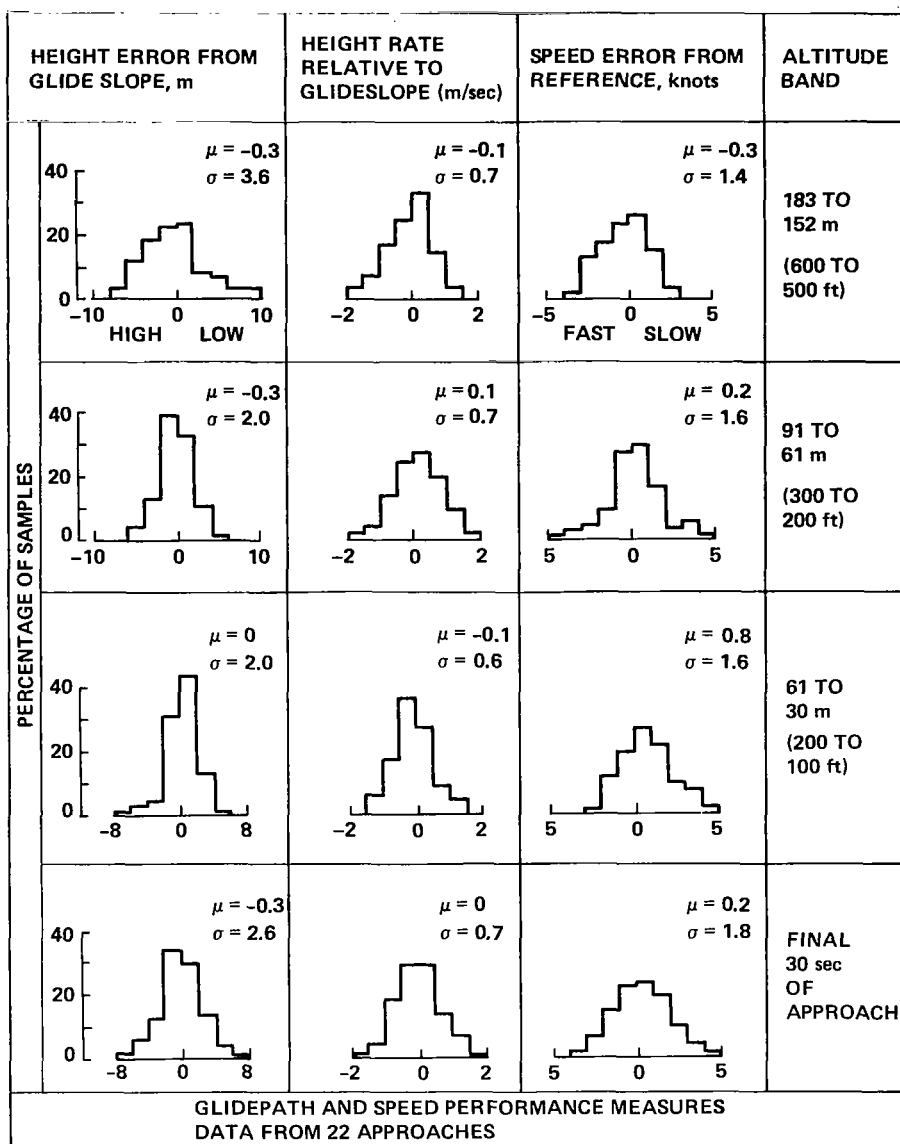 HEIGHT ERROR FROM
GLIDE SLOPE, m
HEIGHT RATE
RELATIVE TO
GLIDESLOPE (m/sec)
SPEED ERROR FROM
REFERENCE, knots
ALTITUDE
BAND
PERCENTAGE OF SAMPLES
μ = -0.3
σ = 3.6
40
20
0
-10 0 10
HIGH LOW
μ = -0.1
σ = 0.7
-2 0 2
μ = -0.3
σ = 1.4
-5 0 5
FAST SLOW
183 TO
152 m
(600 TO
500 ft)
μ = -0.3
σ = 2.0
40
20
0
-10 0 10
μ = 0.1
σ = 0.7
-2 0 2
μ = 0.2
σ = 1.6
5 0 5
91 TO
61 m
(300 TO
200 ft)
μ = 0
σ = 2.0
40
20
0
-8 0 8
μ = -0.1
σ = 0.6
-2 0 2
μ = 0.8
σ = 1.6
5 0 5
61 TO
30 m
(200 TO
100 ft)
μ = -0.3
σ = 2.6
40
20
0
-8 0 8
μ = 0
σ = 0.7
-2 0 2
μ = 0.2
σ = 1.8
5 0 5
FINAL
30 sec
OF
APPROACH
GLIDEPATH AND SPEED PERFORMANCE MEASURES
DATA FROM 22 APPROACHES